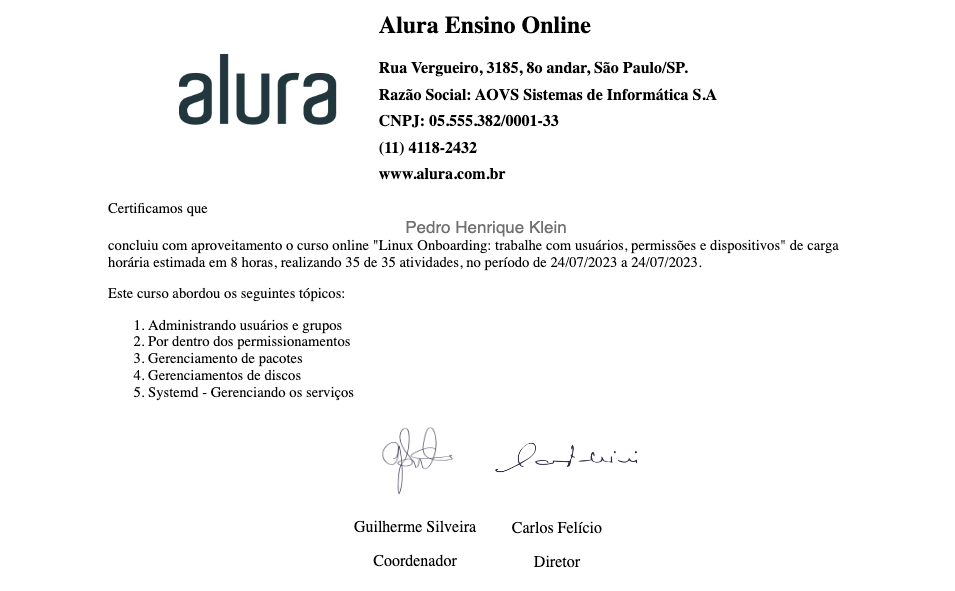 Alura Ensino Online
alura
Rua Vergueiro, 3185, 8o andar, São Paulo/SP.
Razão Social: AOVS Sistemas de Informática S.A
CNPJ: 05.555.382/0001-33
(11) 4118-2432
www.alura.com.br
Certificamos que
Pedro Henrique Klein
concluiu com aproveitamento o curso online "Linux Onboarding: trabalhe com usuários, permissões e dispositivos" de carga
horária estimada em 8 horas, realizando 35 de 35 atividades, no período de 24/07/2023 a 24/07/2023.
Este curso abordou os seguintes tópicos:
1. Administrando usuários e grupos
2. Por dentro dos permissionamentos
3. Gerenciamento de pacotes
4. Gerenciamentos de discos
5. Systemd - Gerenciando os serviços
Guilherme Silveira Carlos Felício
Coordenador Diretor